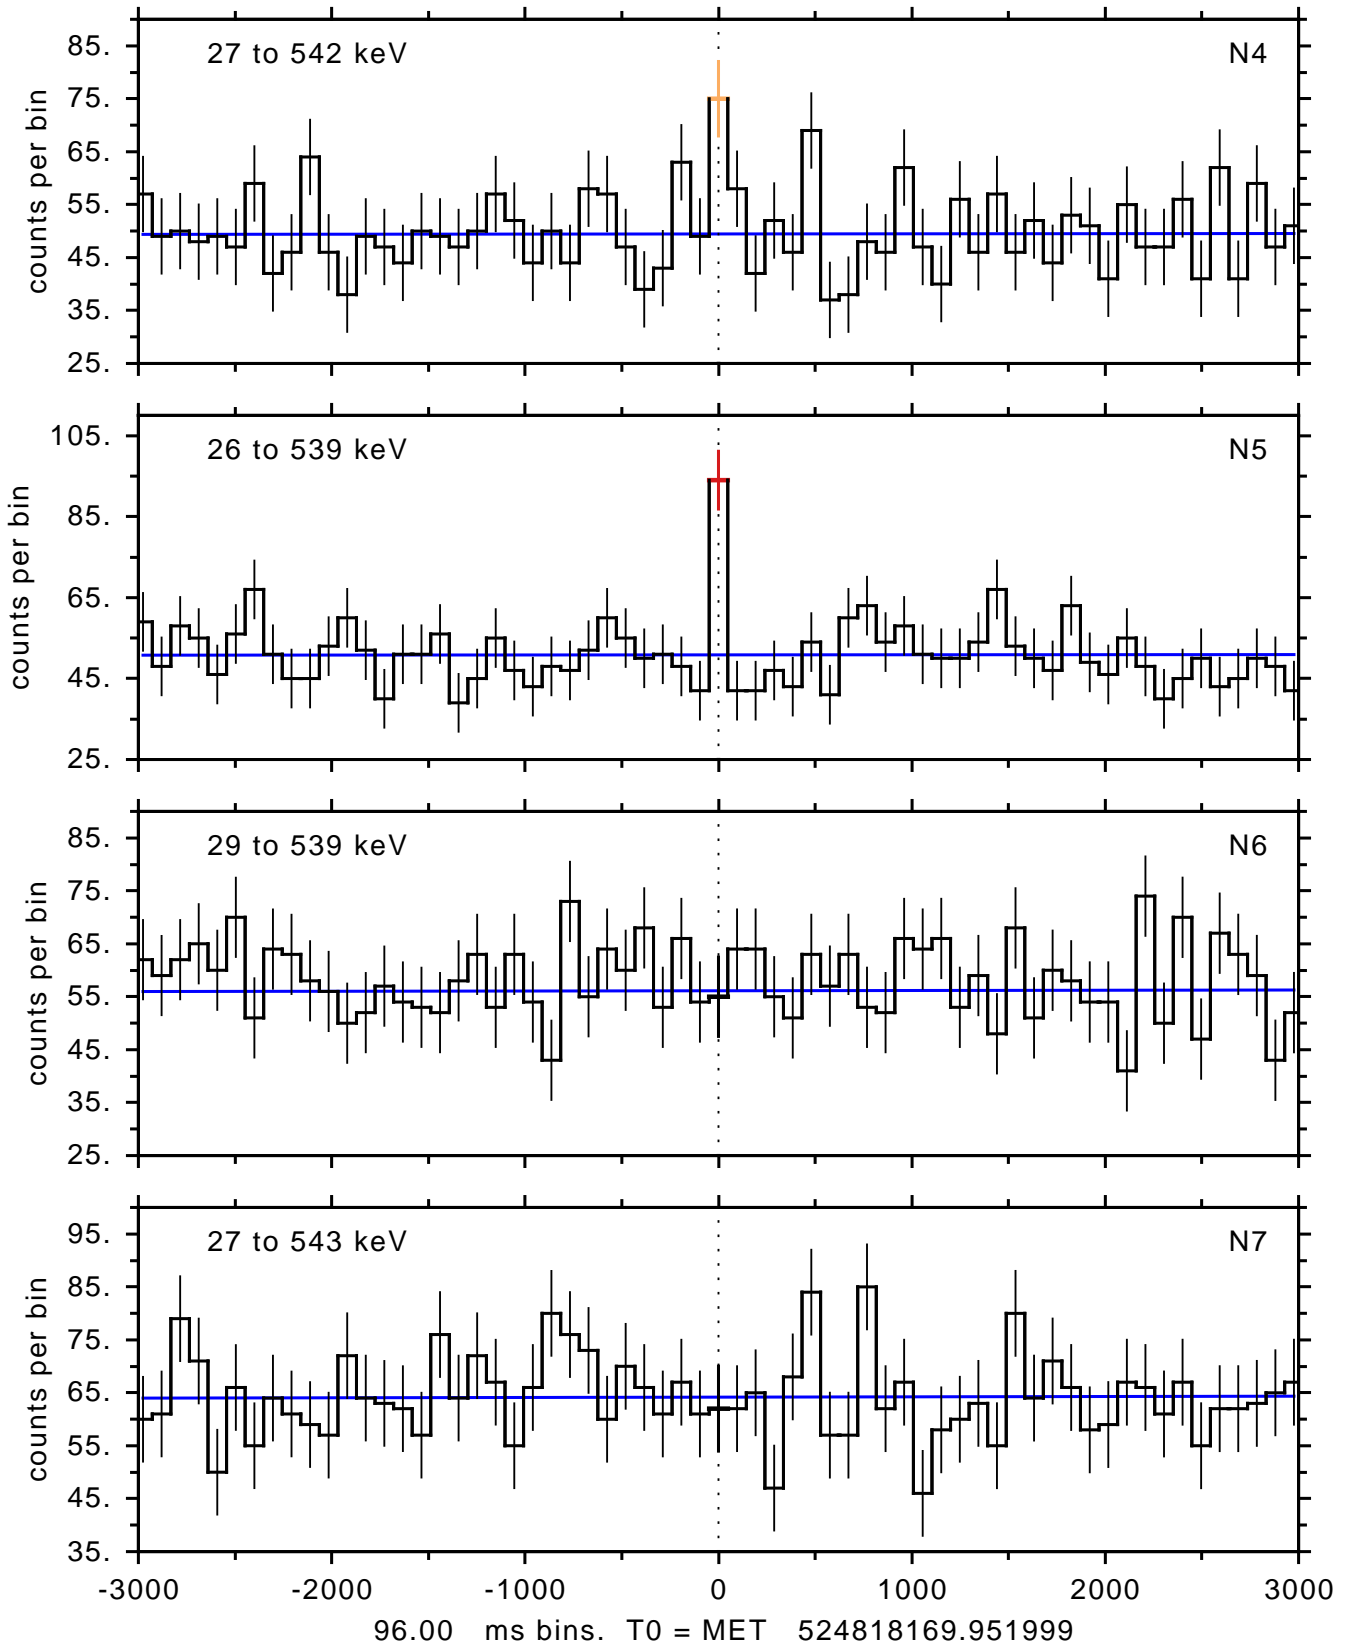 27 to 542 keV N4
85.
75.
65.
55.
45.
35.
25.
counts per bin
26 to 539 keV N5
105.
85.
65.
45.
25.
counts per bin
29 to 539 keV N6
85.
75.
65.
55.
45.
35.
25.
counts per bin
27 to 543 keV N7
95.
85.
75.
65.
55.
45.
35.
counts per bin
-3000 -2000 -1000 0 1000 2000 3000
96.00 ms bins. T0 = MET 524818169.951999